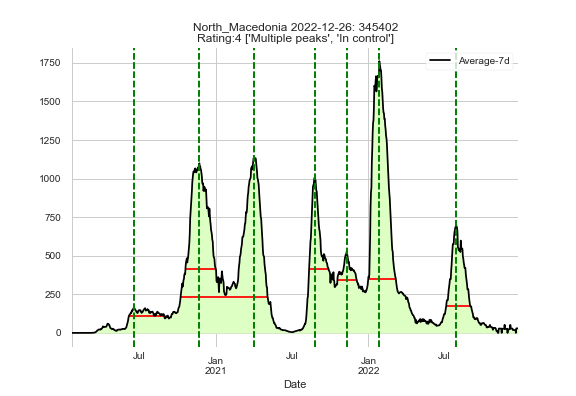 North_Macedonia 2022-12-26: 345402
Rating:4 ['Multiple peaks', 'In control']
Average-7d
1750
1500
1250
1000
750
500
250
0
Jul
Jan
2021
Jul
Jan
2022
Jul
Date